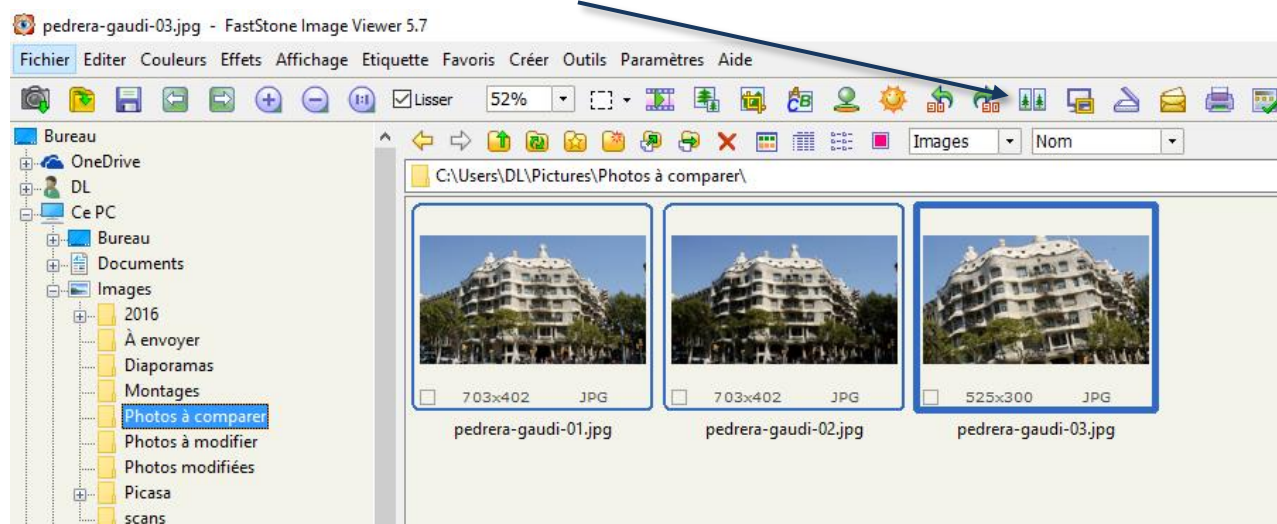 pedrera-gaudi-03.jpg - FastStone Image Viewer 5.7
Fichier Editer Couleurs Effets Affichage Etiquette Favoris Créer Outils Paramètres Aide
1:1 Lisser 52%
Bureau
OneDrive
DL
Ce PC
Bureau
Documents
Images
2016
À envoyer
Diaporamas
Montages
Photos à comparer
Photos à modifier
Photos modifiées
Picasa
scans
Images Nom
C:\Users\DL\Pictures\Photos à comparer\
703x402 JPG 703x402 JPG 525x300 JPG
pedrera-gaudi-01.jpg pedrera-gaudi-02.jpg pedrera-gaudi-03.jpg